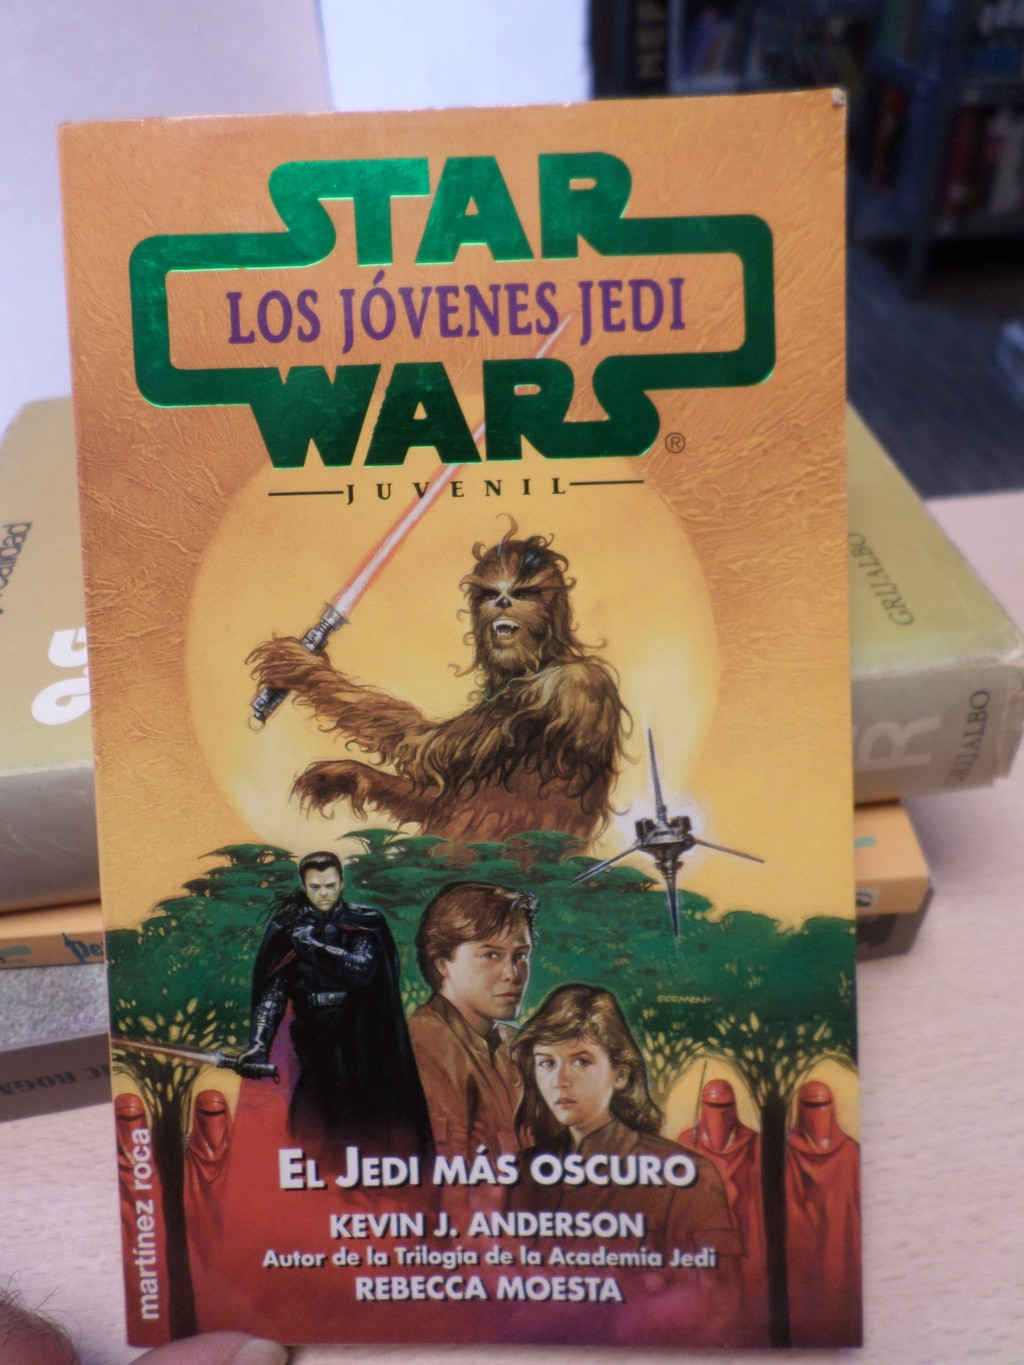 STAR
LOS JÓVENES JEDI
WARS®
JUVENIL
DORMAN
EL JEDI MÁS OSCURO
KEVIN J. ANDERSON
Autor de la Trilogía de la Academia Jedi
REBECCA MOESTA
martínez roca
GRIJALBO
GRIJALBO